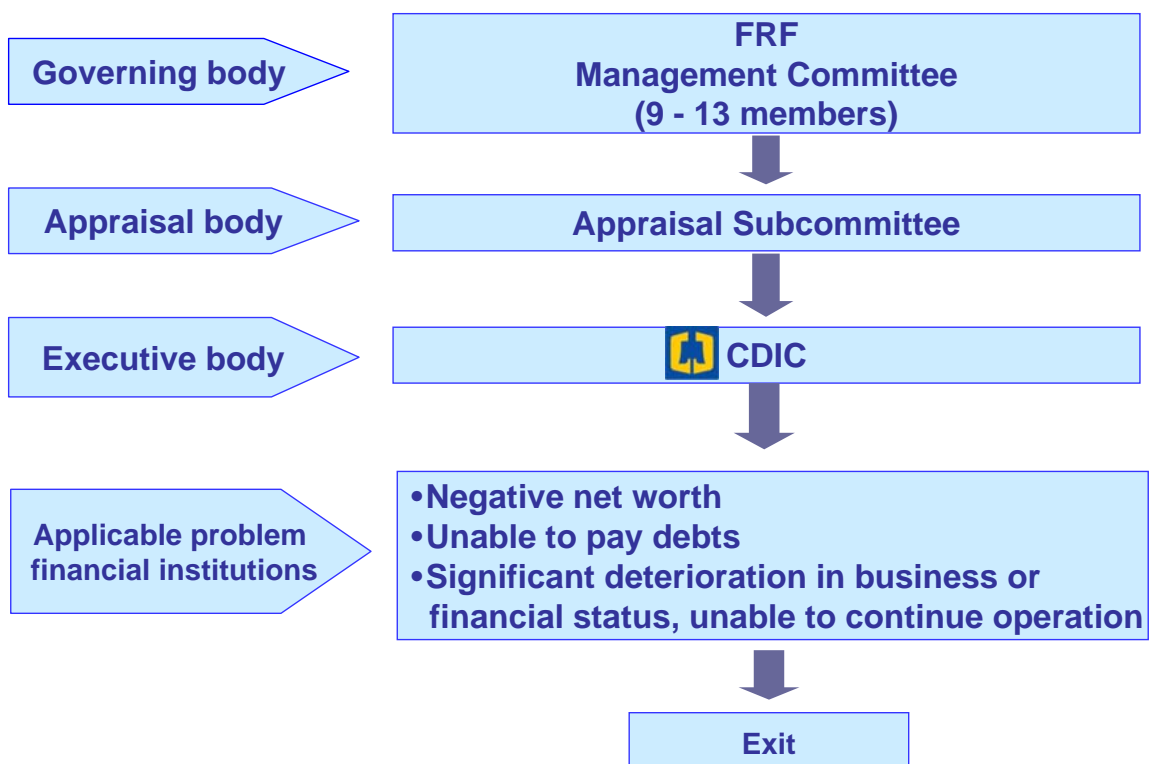 Governing body
FRF
Management Committee
(9 - 13 members)
Appraisal body
Appraisal Subcommittee
Executive body
CDIC
Applicable problem
financial institutions
•Negative net worth
•Unable to pay debts
•Significant deterioration in business or
financial status, unable to continue operation
Exit